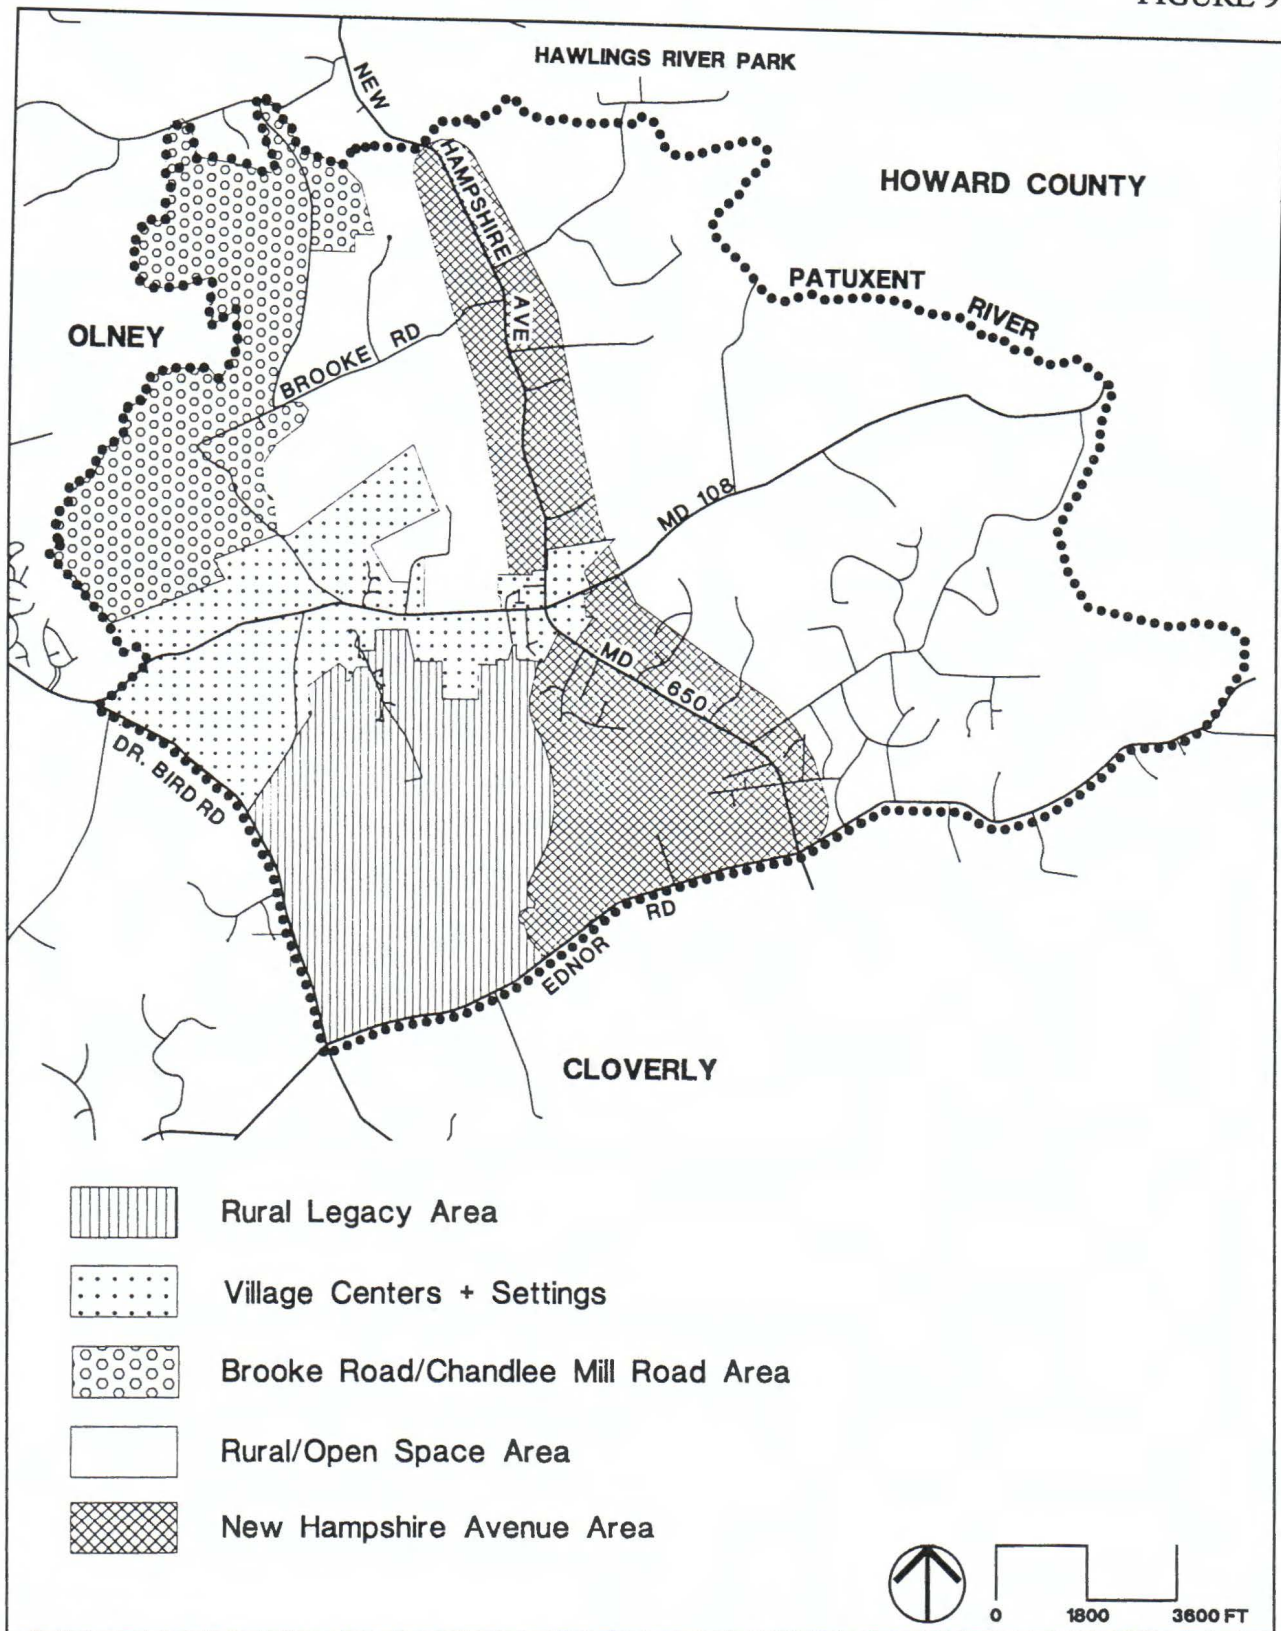 FIGURE 9
HAWLINGS RIVER PARK
NEW
HAMPSHIRE
AVE
HOWARD COUNTY
PATUXENT
RIVER
OLNEY
BROOKE RD
MD 108
MD 650
DR. BIRD RD
EDNOR RD
CLOVERLY
Rural Legacy Area
Village Centers + Settings
Brooke Road/Chandlee Mill Road Area
Rural/Open Space Area
New Hampshire Avenue Area
0 1800 3600 FT